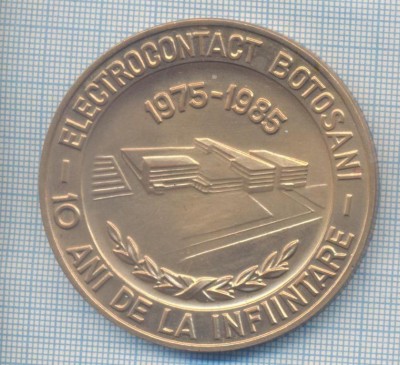 ELECTROCONTACT BOTOSANI
1975-1985
- 10 ANI DE LA INFIINTARE -